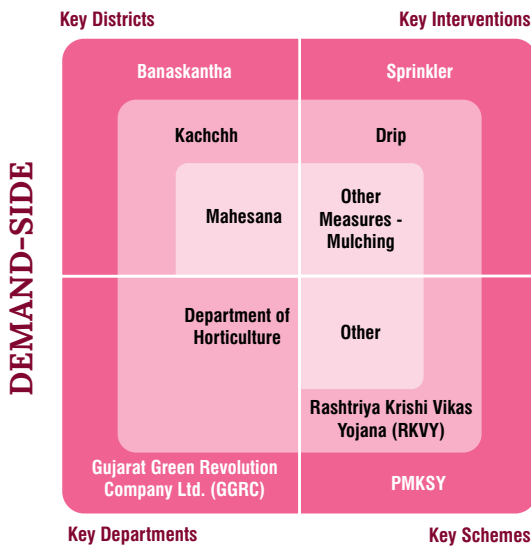 Key Districts
Key Interventions
Banaskantha
Sprinkler
Kachchh
Drip
Mahesana
Other
Measures -
Mulching
DEMAND-SIDE
Department of
Horticulture
Other
Rashtriya Krishi Vikas
Yojana (RKVY)
Gujarat Green Revolution
Company Ltd. (GGRC)
PMKSY
Key Departments
Key Schemes